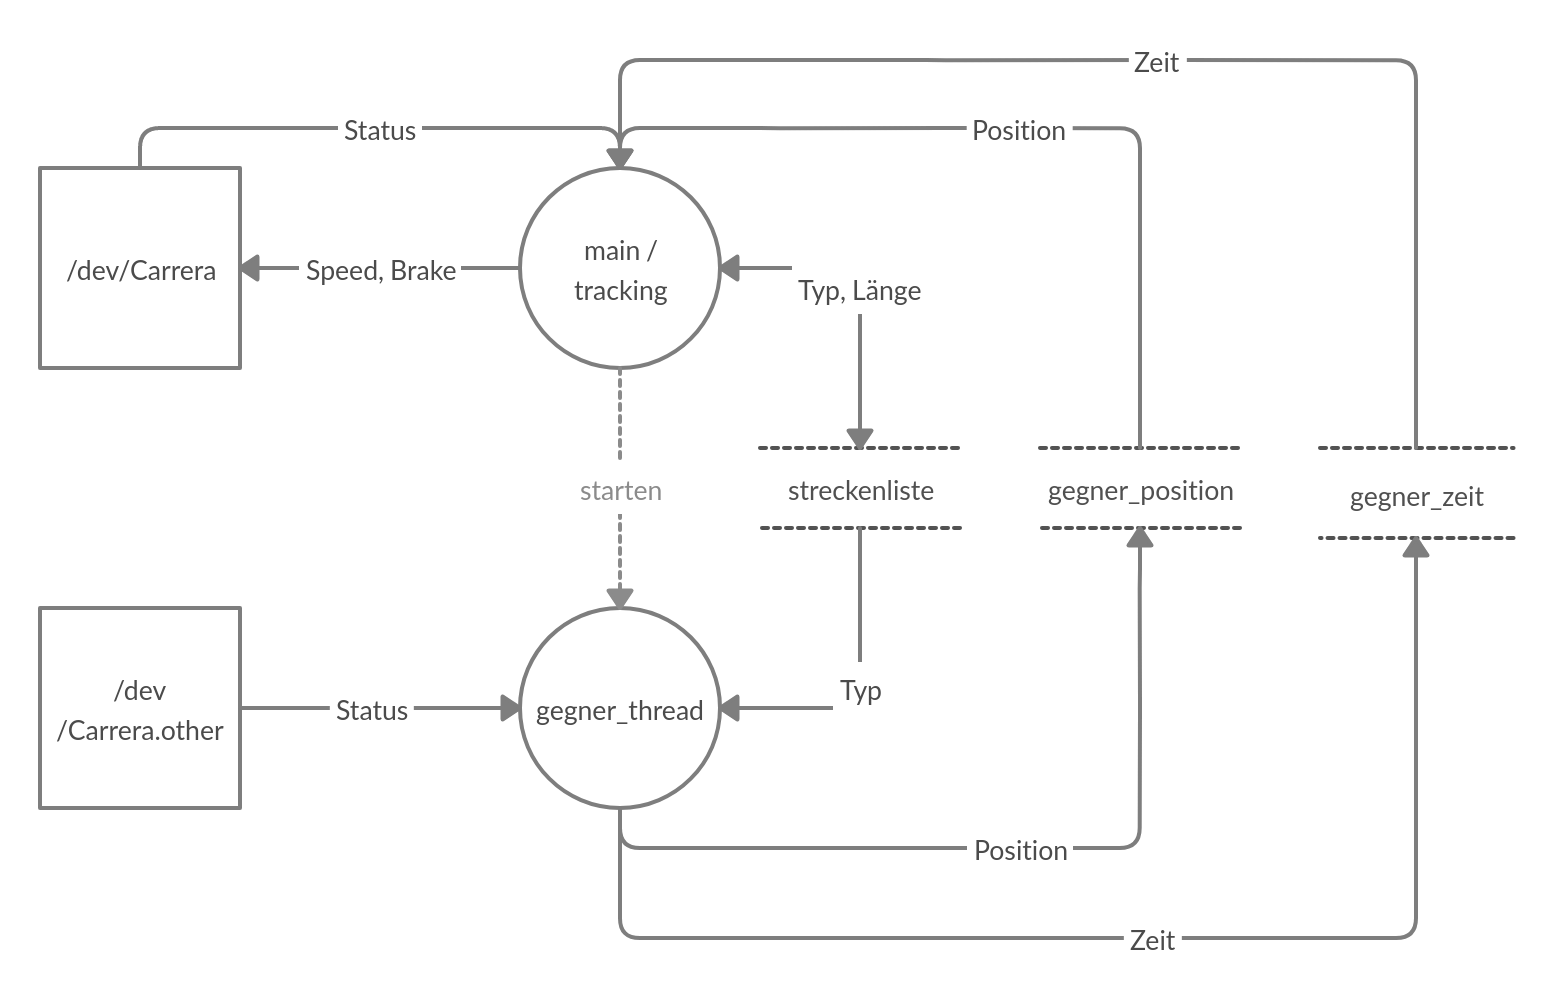 Zeit
Status
Position
/dev/Carrera
Speed, Brake
main /
tracking
Typ, Länge
starten
streckenliste
gegner_position
gegner_zeit
/dev
/Carrera.other
Status
gegner_thread
Typ
Position
Zeit